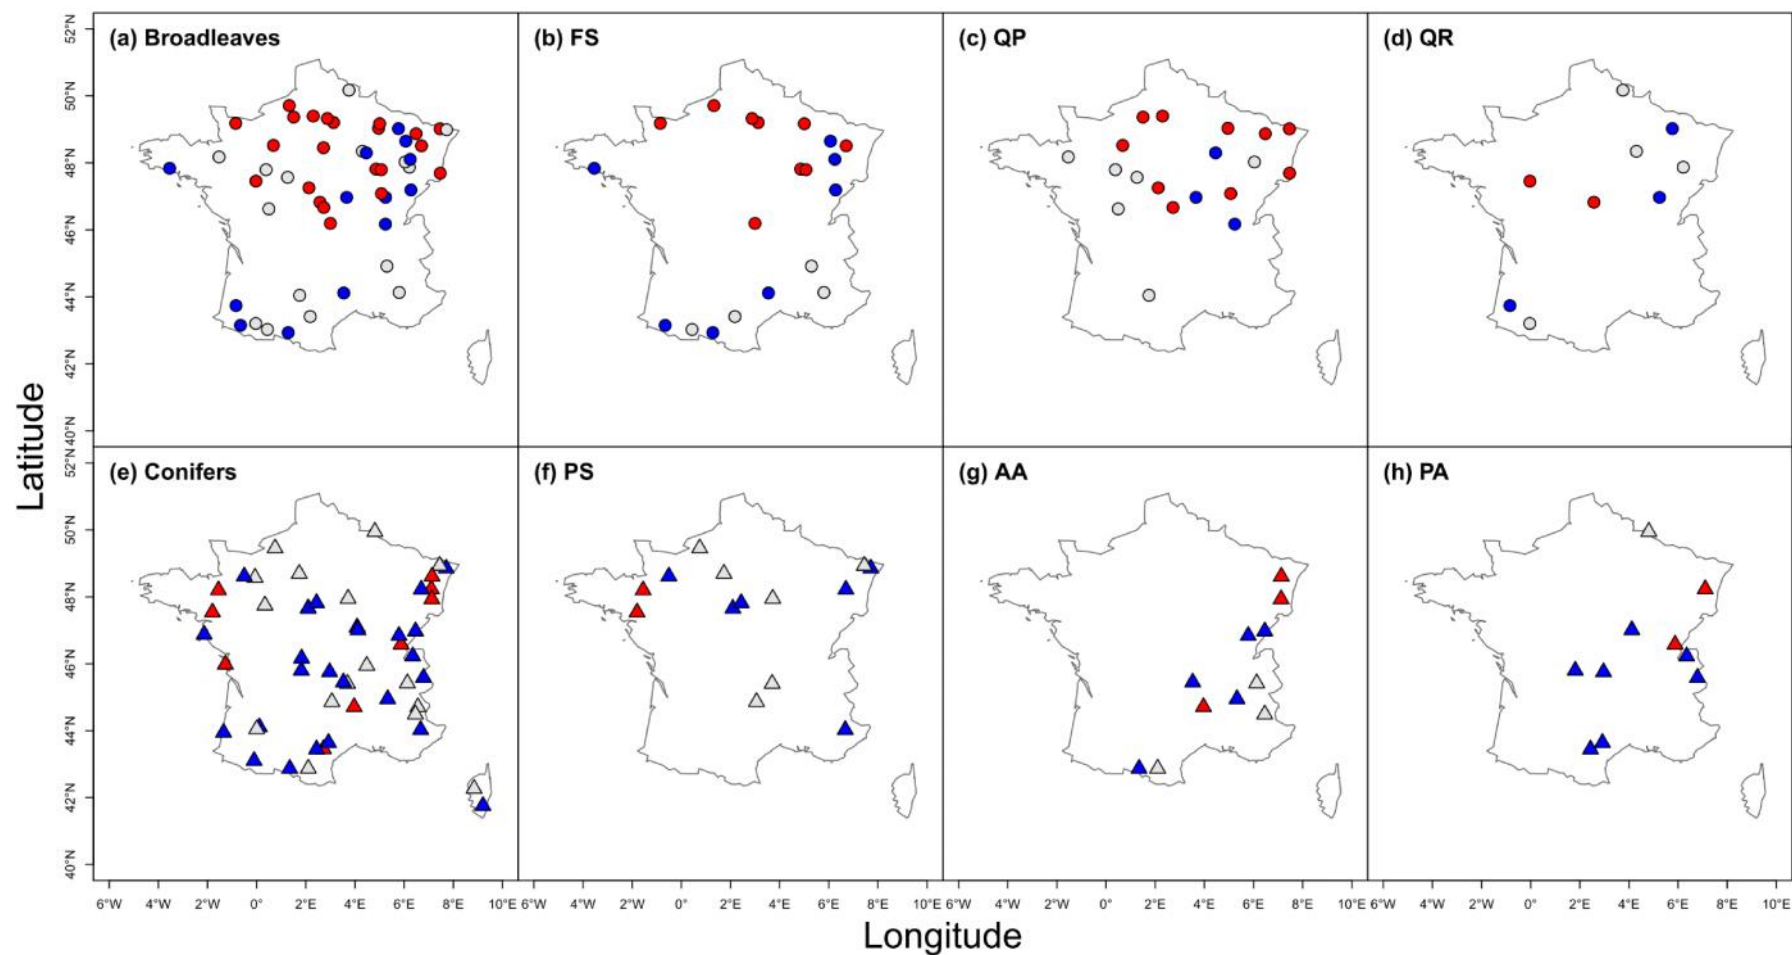 (a) Broadleaves
(b) FS
(c) QP
(d) QR
52°N
50°N
48°N
46°N
44°N
42°N
40°N
(e) Conifers
(f) PS
(g) AA
(h) PA
52°N
50°N
48°N
46°N
44°N
42°N
40°N
Latitude
6°W 4°W 2°W 0° 2°E 4°E 6°E 8°E 10°E 6°W 4°W 2°W 0° 2°E 4°E 6°E 8°E 10°E 6°W 4°W 2°W 0° 2°E 4°E 6°E 8°E 10°E 6°W 4°W 2°W 0° 2°E 4°E 6°E 8°E 10°E
Longitude